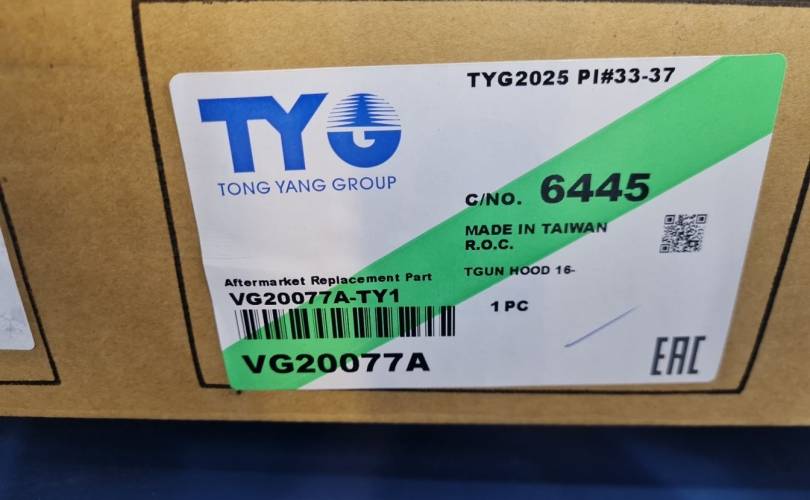 TYG2025 PI#33-37
TYG
TONG YANG GROUP
C/NO. 6445
MADE IN TAIWAN
R.O.C.
TGUN HOOD 16-
Aftermarket Replacement Part
VG20077A-TY1
1 PC
VG20077A
EAC